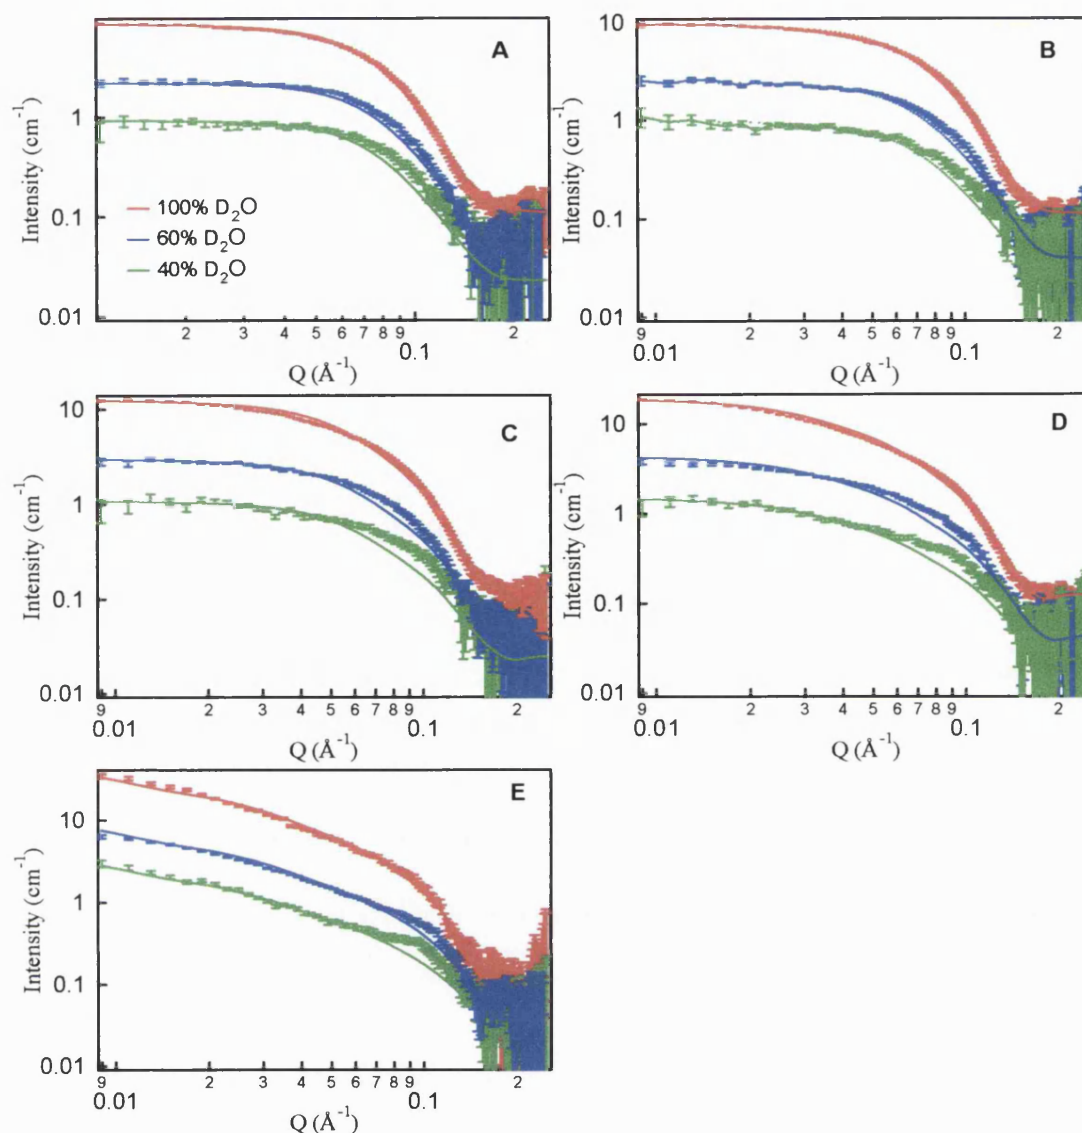 A
Intensity (cm⁻¹)
1
0.1
0.01
100% D₂O
60% D₂O
40% D₂O
2 3 4 5 6 7 8 9 2
0.1
Q (Å⁻¹)
B
Intensity (cm⁻¹)
10
1
0.1
0.01
9 2 3 4 5 6 7 8 9 2
0.01 0.1
Q (Å⁻¹)
C
Intensity (cm⁻¹)
10
1
0.1
0.01
9 2 3 4 5 6 7 8 9 2
0.01 0.1
Q (Å⁻¹)
D
Intensity (cm⁻¹)
10
1
0.1
0.01
9 2 3 4 5 6 7 8 9 2
0.01 0.1
Q (Å⁻¹)
E
Intensity (cm⁻¹)
10
1
0.1
0.01
9 2 3 4 5 6 7 8 9 2
0.01 0.1
Q (Å⁻¹)